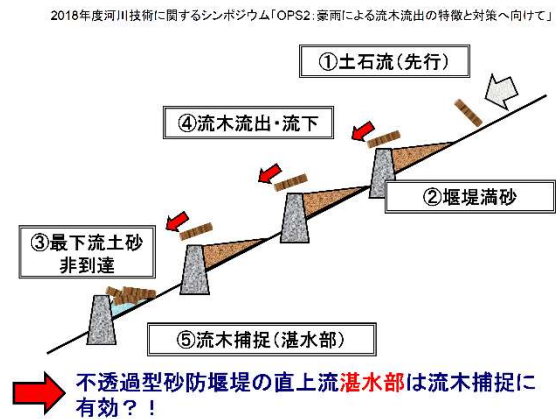 2018年度河川技術に関するシンポジウム「OPS2:豪雨による流木流出の特徴と対策へ向けて」
①土石流(先行)
④流木流出・流下
②堰堤満砂
③最下流土砂
非到達
⑤流木捕捉(湛水部)
不透過型砂防堰堤の直上流湛水部は流木捕捉に
有効?!